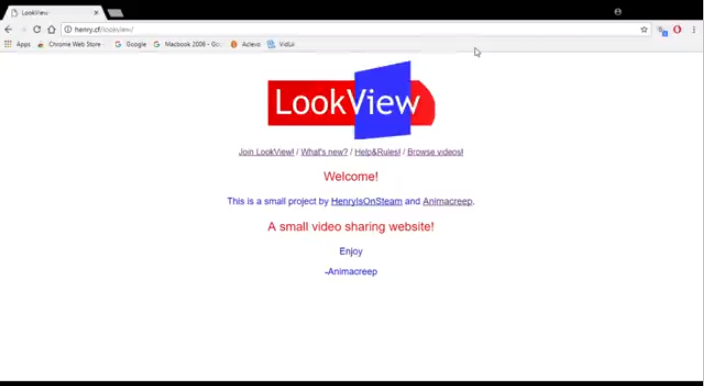 LookView
henry.cf/lookview/
Apps Chrome Web Store Google Macbook 2006 - Go VidLii
LookView
Join LookView! / What's new? / Help&Rules! / Browse videos!
Welcome!
This is a small project by HenryIsOnSteam and Animacreep.
A small video sharing website!
Enjoy
-Animacreep